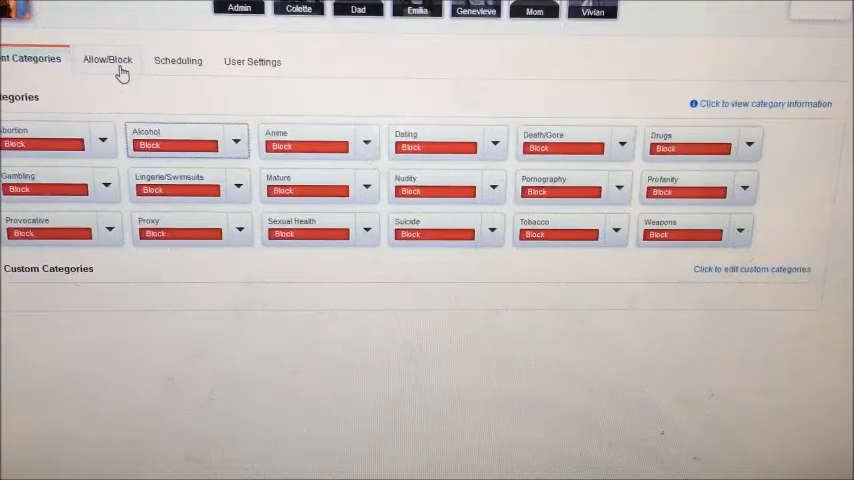 Admin Colette Dad Emilia Genevieve Mom Vivian
nt Categories Allow/Block Scheduling User Settings
tegories
Click to view category information
Abortion Alcohol Anime Dating Death/Gore Drugs
Block Block Block Block Block Block
Gambling Lingerie/Swimsuits Mature Nudity Pornography Profanity
Block Block Block Block Block Block
Provocative Proxy Sexual Health Suicide Tobacco Weapons
Block Block Block Block Block Block
Custom Categories
Click to edit custom categories